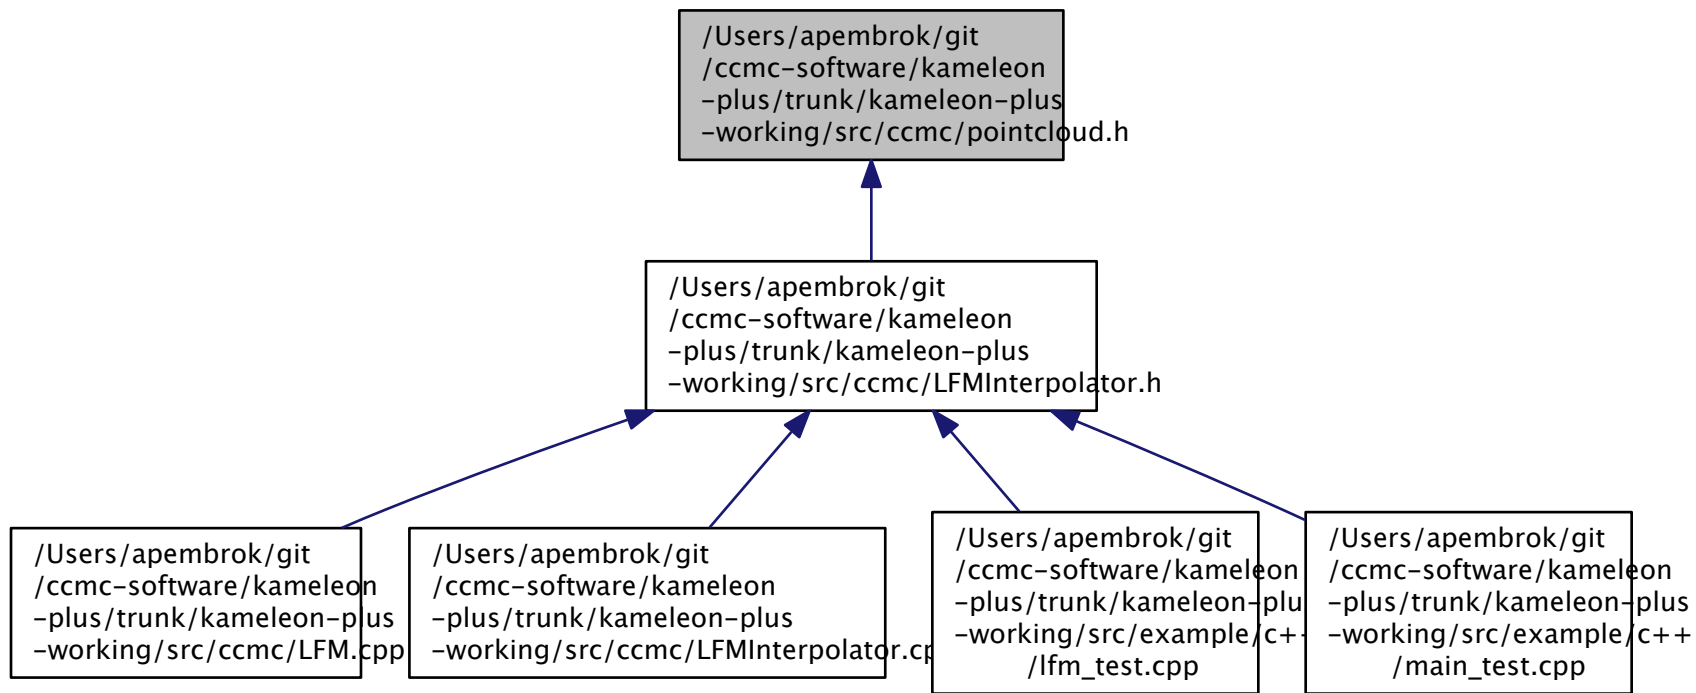 /Users/apembrok/git
/ccmc-software/kameleon
-plus/trunk/kameleon-plus
-working/src/ccmc/pointcloud.h
/Users/apembrok/git
/ccmc-software/kameleon
-plus/trunk/kameleon-plus
-working/src/ccmc/LFMInterpolator.h
/Users/apembrok/git
/ccmc-software/kameleon
-plus/trunk/kameleon-plus
-working/src/ccmc/LFM.cpp
/Users/apembrok/git
/ccmc-software/kameleon
-plus/trunk/kameleon-plus
-working/src/ccmc/LFMInterpolator.cp
/Users/apembrok/git
/ccmc-software/kameleon
-plus/trunk/kameleon-plu
-working/src/example/c+
/lfm_test.cpp
/Users/apembrok/git
/ccmc-software/kameleon
-plus/trunk/kameleon-plus
-working/src/example/c++
/main_test.cpp